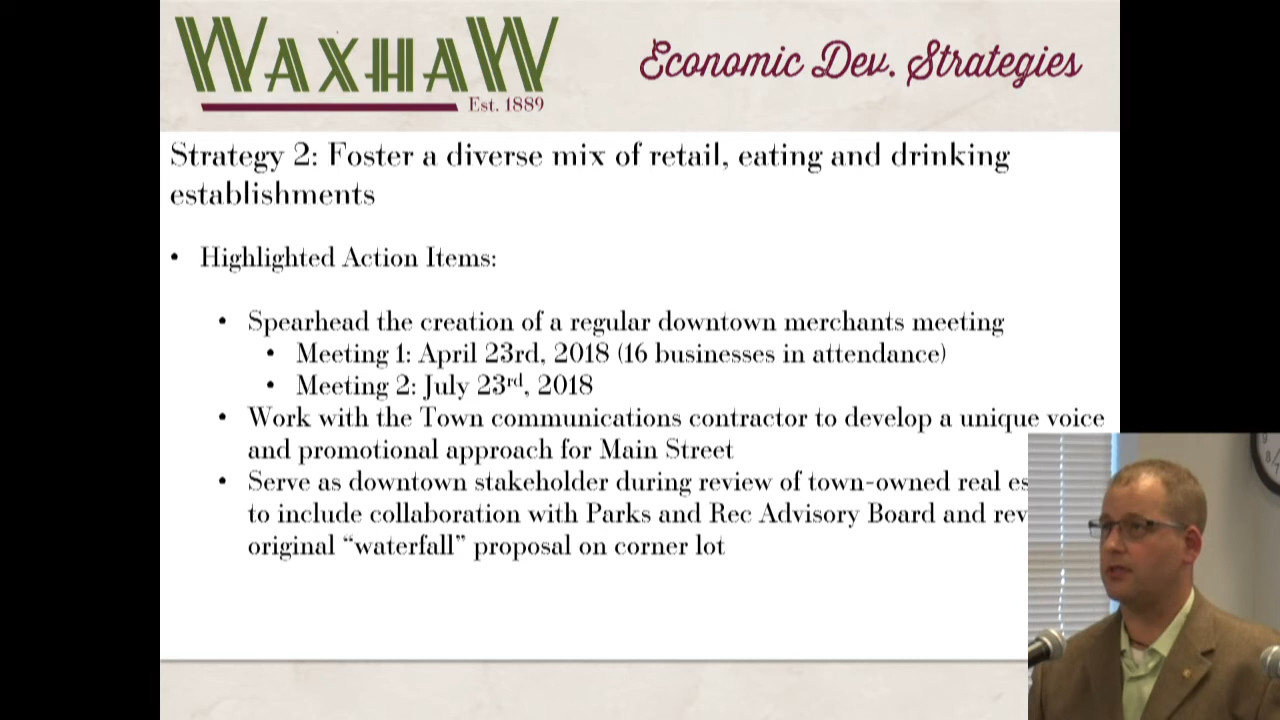 WAXHAW
Est. 1889
Economic Dev. Strategies
Strategy 2: Foster a diverse mix of retail, eating and drinking
establishments
• Highlighted Action Items:
• Spearhead the creation of a regular downtown merchants meeting
• Meeting 1: April 23rd, 2018 (16 businesses in attendance)
• Meeting 2: July 23rd, 2018
• Work with the Town communications contractor to develop a unique voice
and promotional approach for Main Street
• Serve as downtown stakeholder during review of town-owned real es
to include collaboration with Parks and Rec Advisory Board and rev
original “waterfall” proposal on corner lot